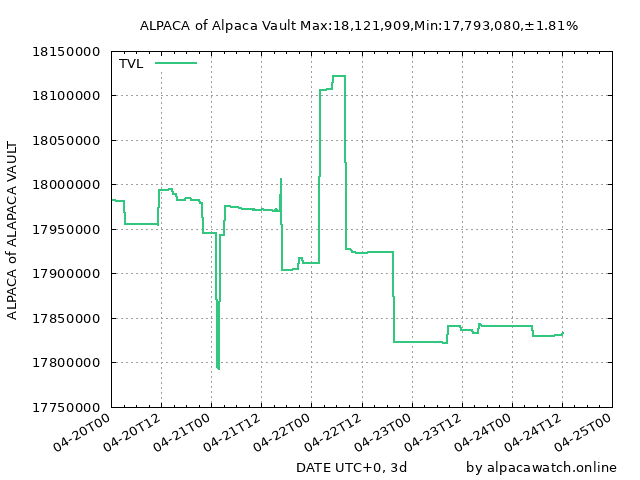 ALPACA of Alpaca Vault Max:18,121,909,Min:17,793,080,±1.81%
ALPACA of ALAPACA VAULT
18150000
18100000
18050000
18000000
17950000
17900000
17850000
17800000
17750000
TVL
04-20T00
04-20T12
04-21T00
04-21T12
04-22T00
04-22T12
04-23T00
04-23T12
04-24T00
04-24T12
04-25T00
DATE UTC+0, 3d
by alpacawatch.online